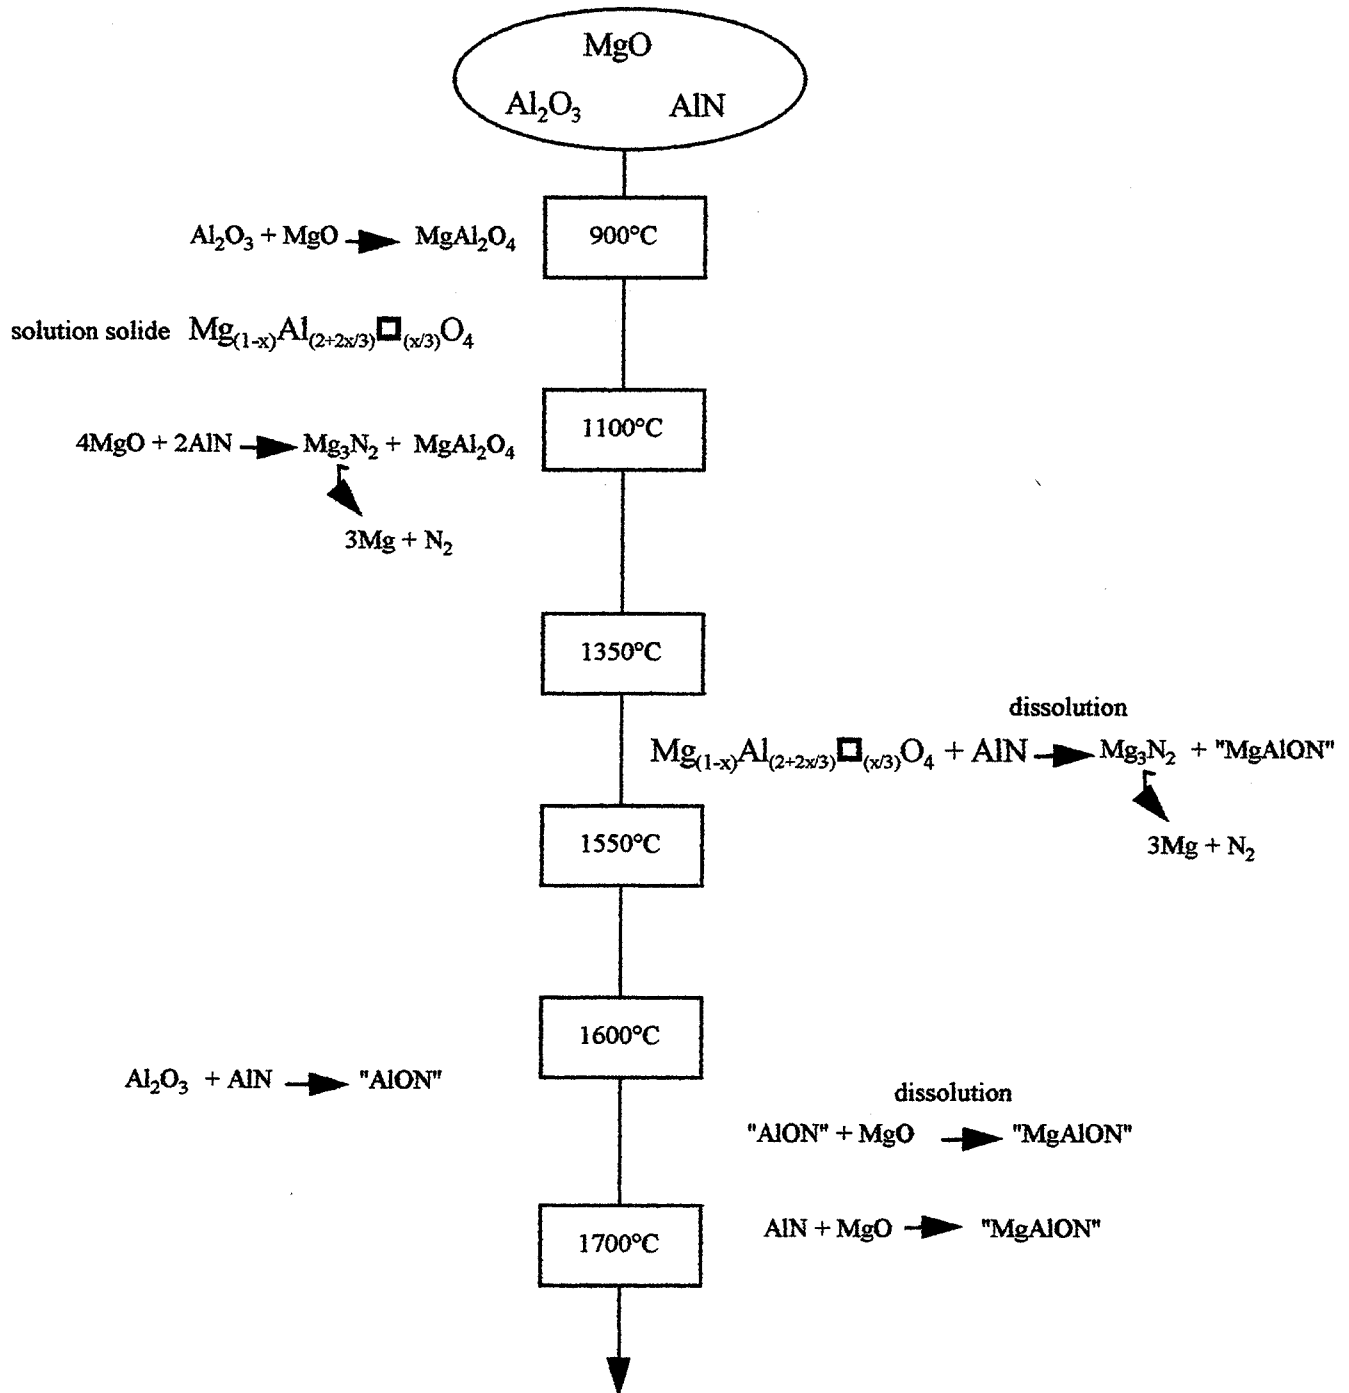 MgO
Al₂O₃ AlN
900°C
Al₂O₃ + MgO → MgAl₂O₄
solution solide Mg₍₁₋ₓ₎Al₍₂₊₂ₓ/₃₎□₍ₓ/₃₎O₄
1100°C
4MgO + 2AlN → Mg₃N₂ + MgAl₂O₄
3Mg + N₂
1350°C
dissolution
Mg₍₁₋ₓ₎Al₍₂₊₂ₓ/₃₎□₍ₓ/₃₎O₄ + AlN → Mg₃N₂ + "MgAlON"
3Mg + N₂
1550°C
1600°C
Al₂O₃ + AlN → "AlON"
dissolution
"AlON" + MgO → "MgAlON"
1700°C
AlN + MgO → "MgAlON"